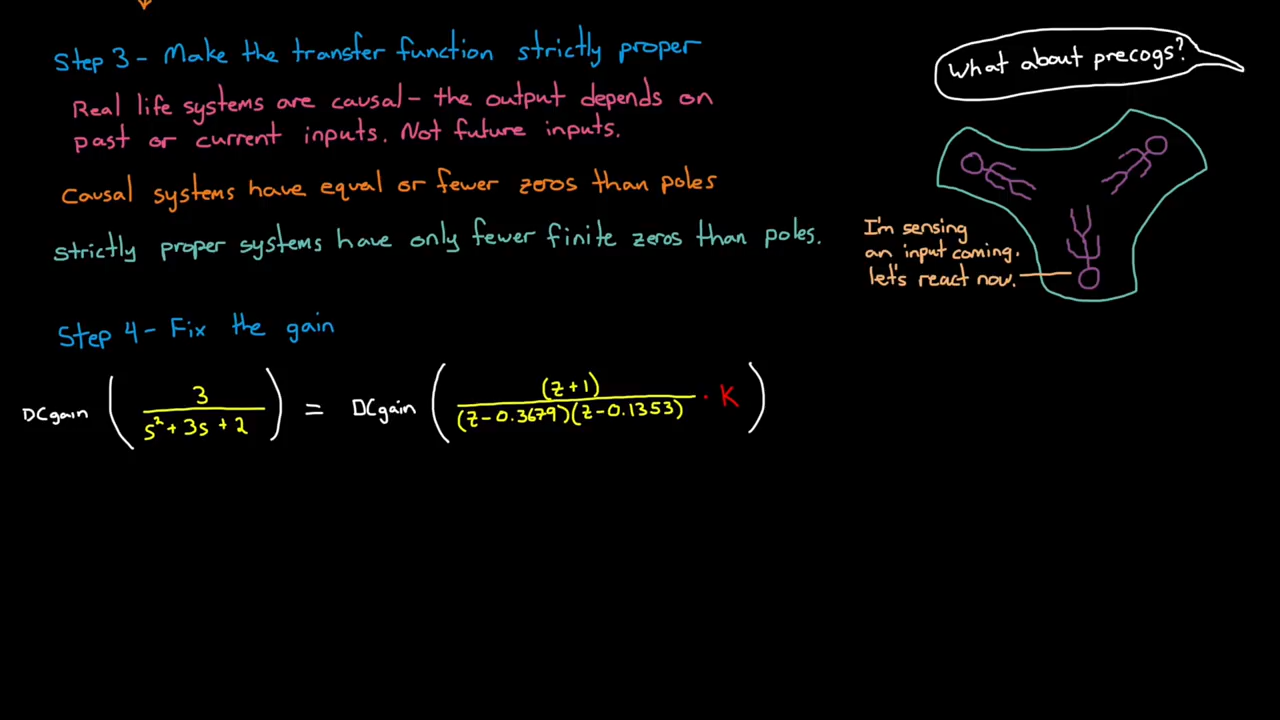 Step 3 - Make the transfer function strictly proper
Real life systems are causal - the output depends on
past or current inputs. Not future inputs.
Causal systems have equal or fewer zeros than poles
strictly proper systems have only fewer finite zeros than poles.
What about precogs?
I'm sensing
an input coming.
let's react now.
Step 4 - Fix the gain
DCgain ( 3 / (s² + 3s + 2) ) = DCgain ( (z+1) / ((z-0.3679)(z-0.1353)) · K )